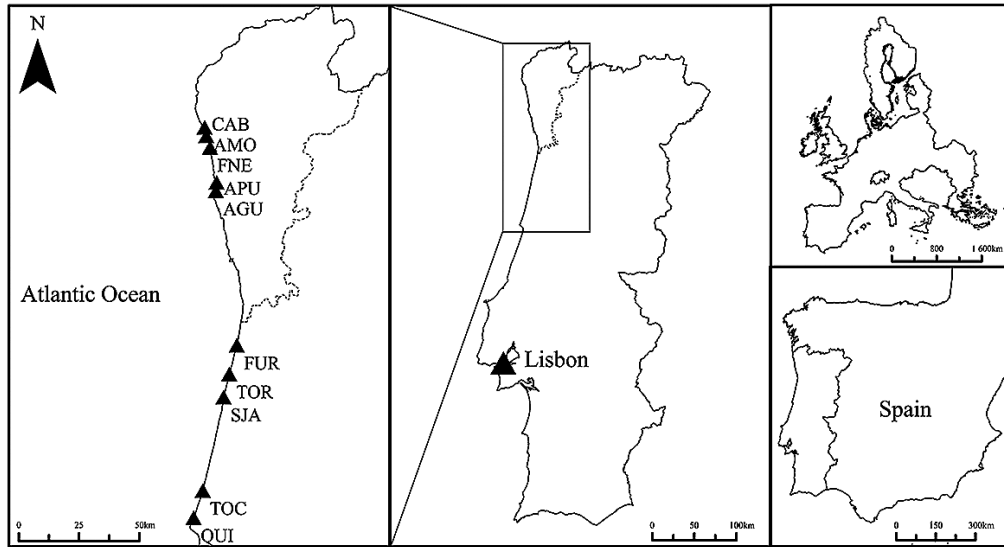 N
CAB
AMO
FNE
APU
AGU
Atlantic Ocean
FUR
TOR
SJA
TOC
QUI
0 25 50km
Lisbon
0 50 100km
0 800 1 600km
Spain
0 150 300km